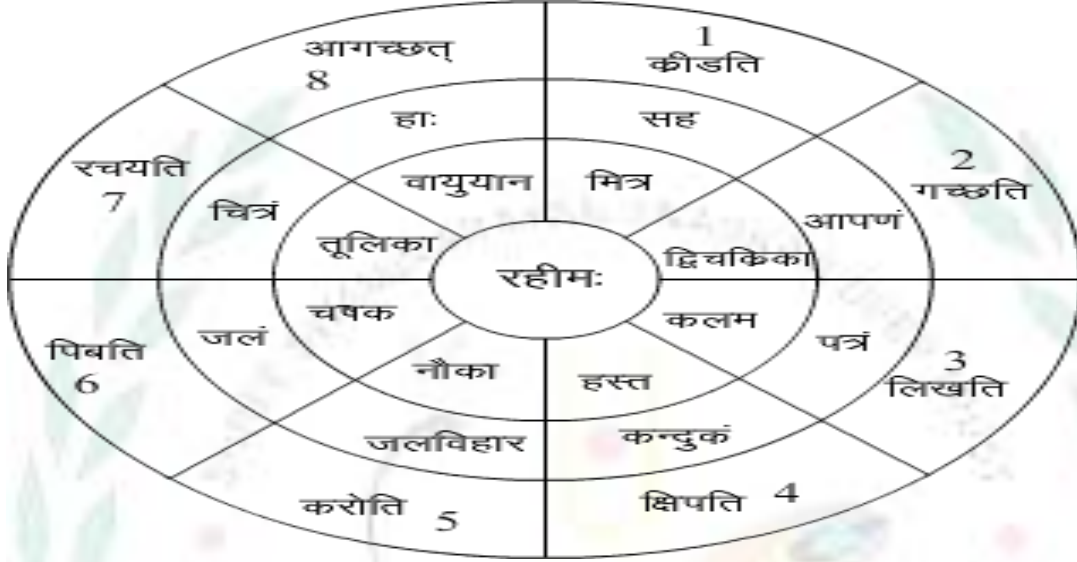 आगच्छत्
8
1
कीडति
हाः
सह
2
गच्छति
रचयति
7
वायुयान
मित्र
चित्रं
आपणं
तूलिका
द्विचकिका
रहीमः
चषक
कलम
जलं
पत्रं
पिबति
6
3
लिखति
नौका
हस्त
जलविहार
कन्दुकं
करोति
5
क्षिपति 4